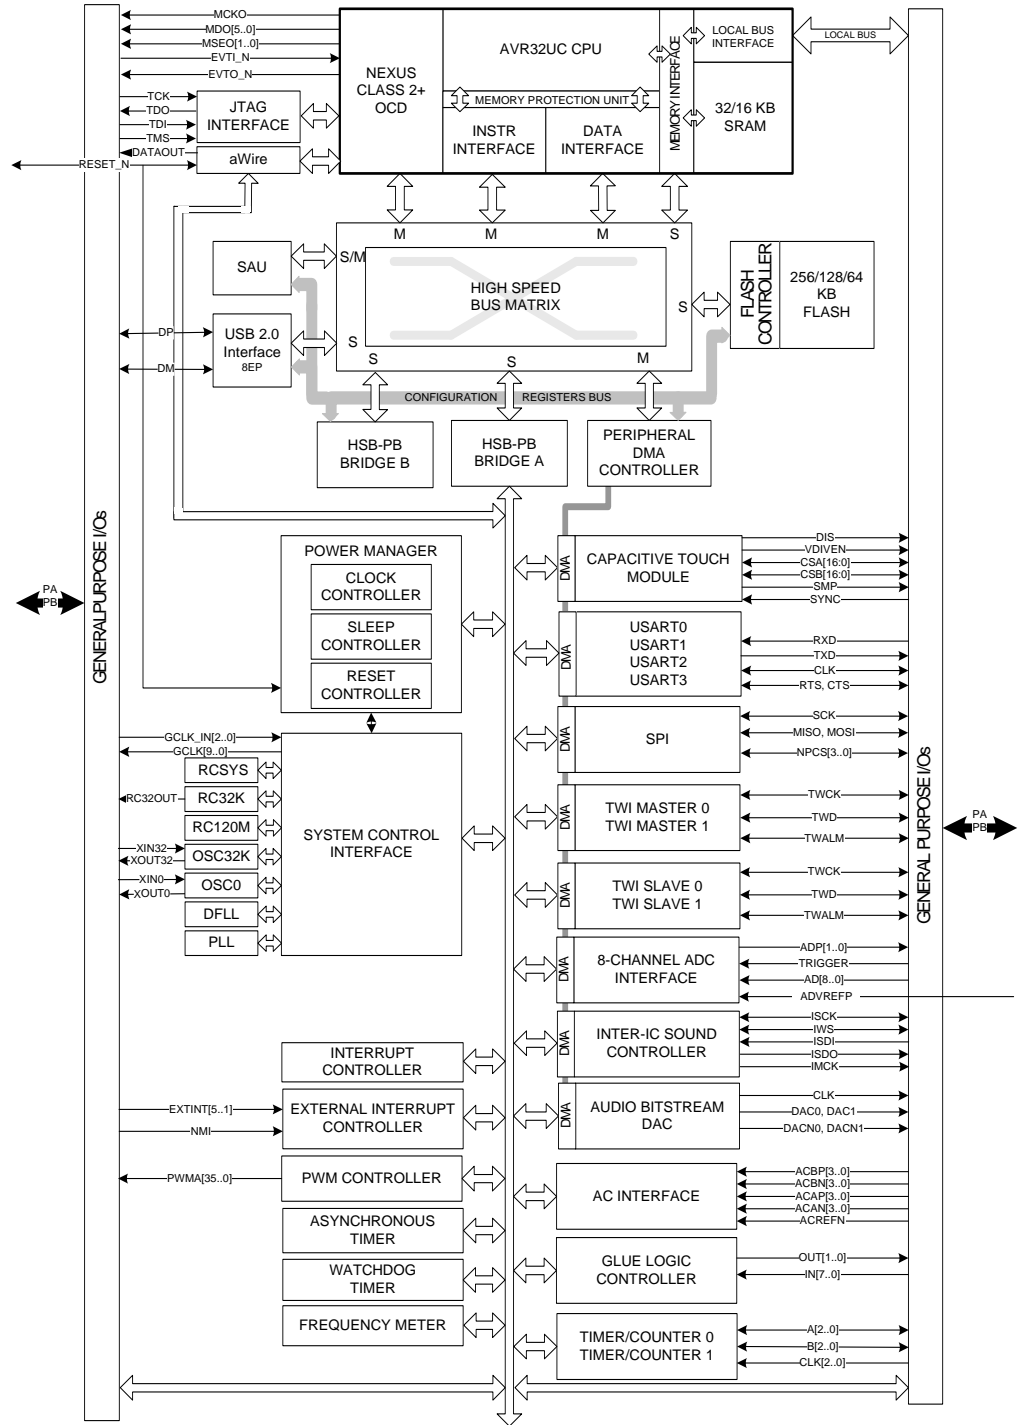 MCKO
MDO[5..0]
MSEO[1..0]
EVTI_N
EVTO_N
TCK
TDO
TDI
TMS
DATAOUT
RESET_N
JTAG
INTERFACE
aWire
NEXUS
CLASS 2+
OCD
AVR32UC CPU
MEMORY PROTECTION UNIT
INSTR
INTERFACE
DATA
INTERFACE
MEMORY INTERFACE
LOCAL BUS
INTERFACE
32/16 KB
SRAM
LOCAL BUS
M
M
M
S
S/M
SAU
HIGH SPEED
BUS MATRIX
S
FLASH
CONTROLLER
256/128/64
KB
FLASH
DP
DM
USB 2.0
Interface
8EP
S
S
S
M
CONFIGURATION
REGISTERS BUS
HSB-PB
BRIDGE B
HSB-PB
BRIDGE A
PERIPHERAL
DMA
CONTROLLER
GENERALPURPOSE I/Os
PA
PB
POWER MANAGER
CLOCK
CONTROLLER
SLEEP
CONTROLLER
RESET
CONTROLLER
GCLK_IN[2..0]
GCLK[9..0]
RCSYS
RC32OUT
RC32K
RC120M
XIN32
XOUT32
OSC32K
XIN0
XOUT0
OSC0
DFLL
PLL
SYSTEM CONTROL
INTERFACE
INTERRUPT
CONTROLLER
EXTINT[5..1]
NMI
EXTERNAL INTERRUPT
CONTROLLER
PWMA[35..0]
PWM CONTROLLER
ASYNCHRONOUS
TIMER
WATCHDOG
TIMER
FREQUENCY METER
DMA
CAPACITIVE TOUCH
MODULE
DIS
VDIVEN
CSA[16:0]
CSB[16:0]
SMP
SYNC
DMA
USART0
USART1
USART2
USART3
RXD
TXD
CLK
RTS, CTS
DMA
SPI
SCK
MISO, MOSI
NPCS[3..0]
DMA
TWI MASTER 0
TWI MASTER 1
TWCK
TWD
TWALM
DMA
TWI SLAVE 0
TWI SLAVE 1
TWCK
TWD
TWALM
DMA
8-CHANNEL ADC
INTERFACE
ADP[1..0]
TRIGGER
AD[8..0]
ADVREFP
DMA
INTER-IC SOUND
CONTROLLER
ISCK
IWS
ISDI
ISDO
IMCK
DMA
AUDIO BITSTREAM
DAC
CLK
DAC0, DAC1
DACN0, DACN1
AC INTERFACE
ACBP[3..0]
ACBN[3..0]
ACAP[3..0]
ACAN[3..0]
ACREFN
GLUE LOGIC
CONTROLLER
OUT[1..0]
IN[7..0]
TIMER/COUNTER 0
TIMER/COUNTER 1
A[2..0]
B[2..0]
CLK[2..0]
GENERAL PURPOSE I/Os
PA
PB